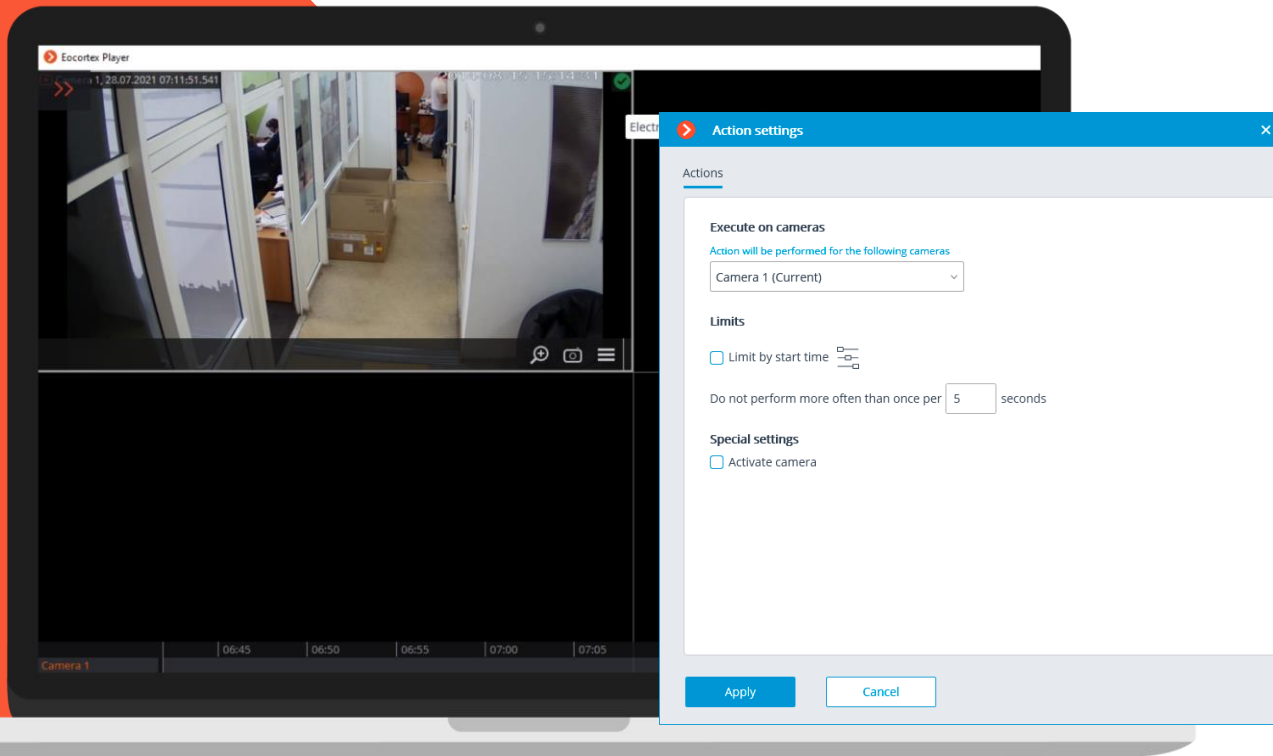 Eocortex Player
Camera 1, 28.07.2021 07:11:51.541
Electr
Action settings
Actions
Execute on cameras
Action will be performed for the following cameras
Camera 1 (Current)
Limits
Limit by start time
Do not perform more often than once per 5 seconds
Special settings
Activate camera
06:45 06:50 06:55 07:00 07:05
Camera 1
Apply Cancel